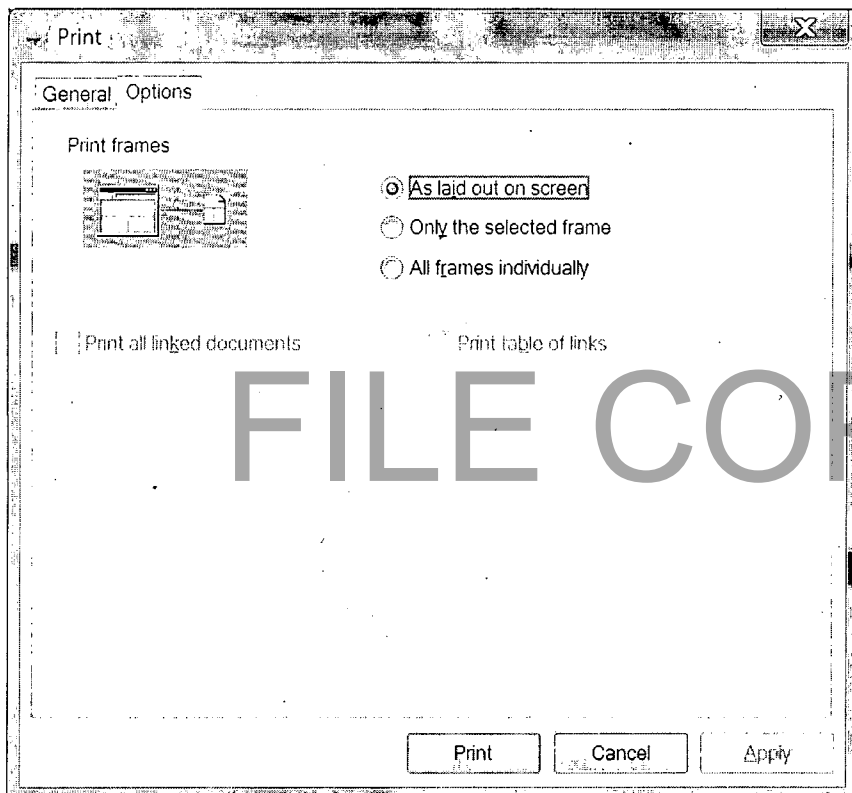 Print
General Options
Print frames
As laid out on screen
Only the selected frame
All frames individually
Print all linked documents Print table of links
FILE COP
Print Cancel Apply